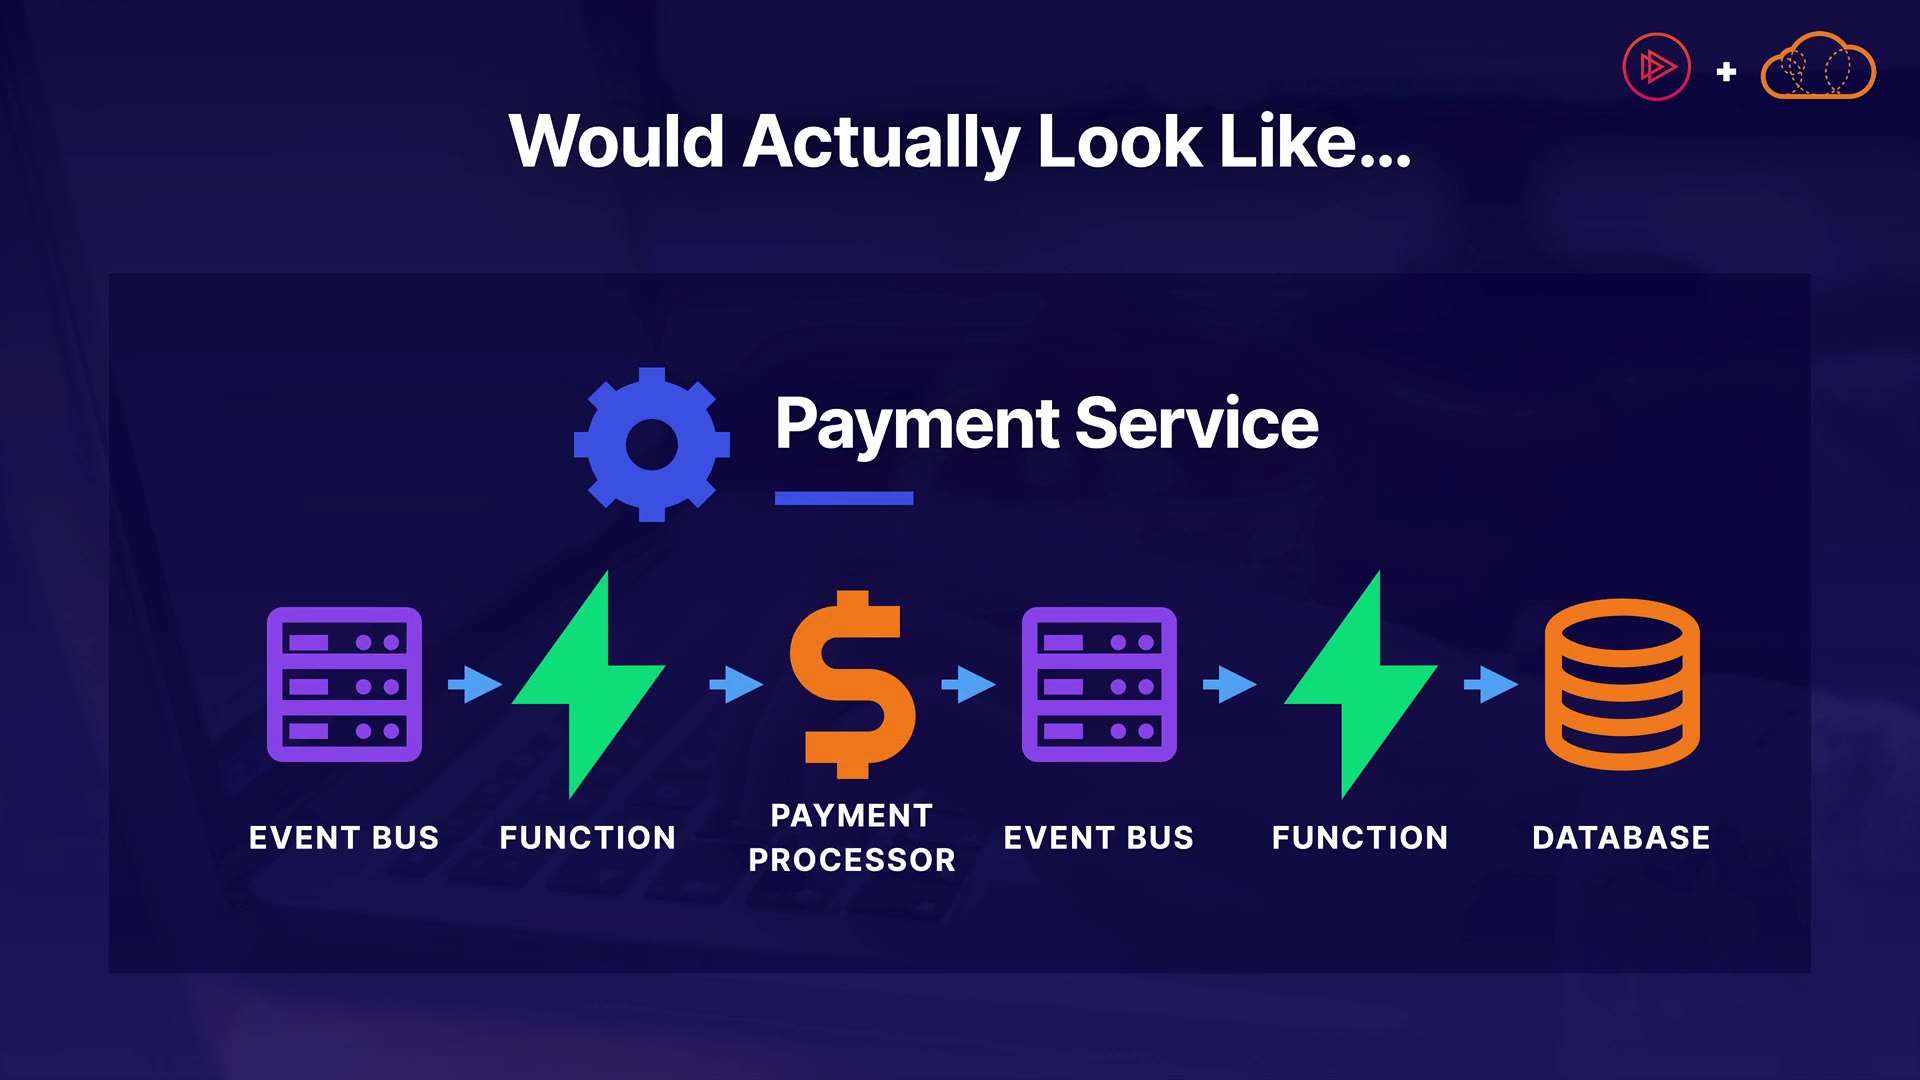 Would Actually Look Like...
Payment Service
EVENT BUS
FUNCTION
PAYMENT
PROCESSOR
EVENT BUS
FUNCTION
DATABASE